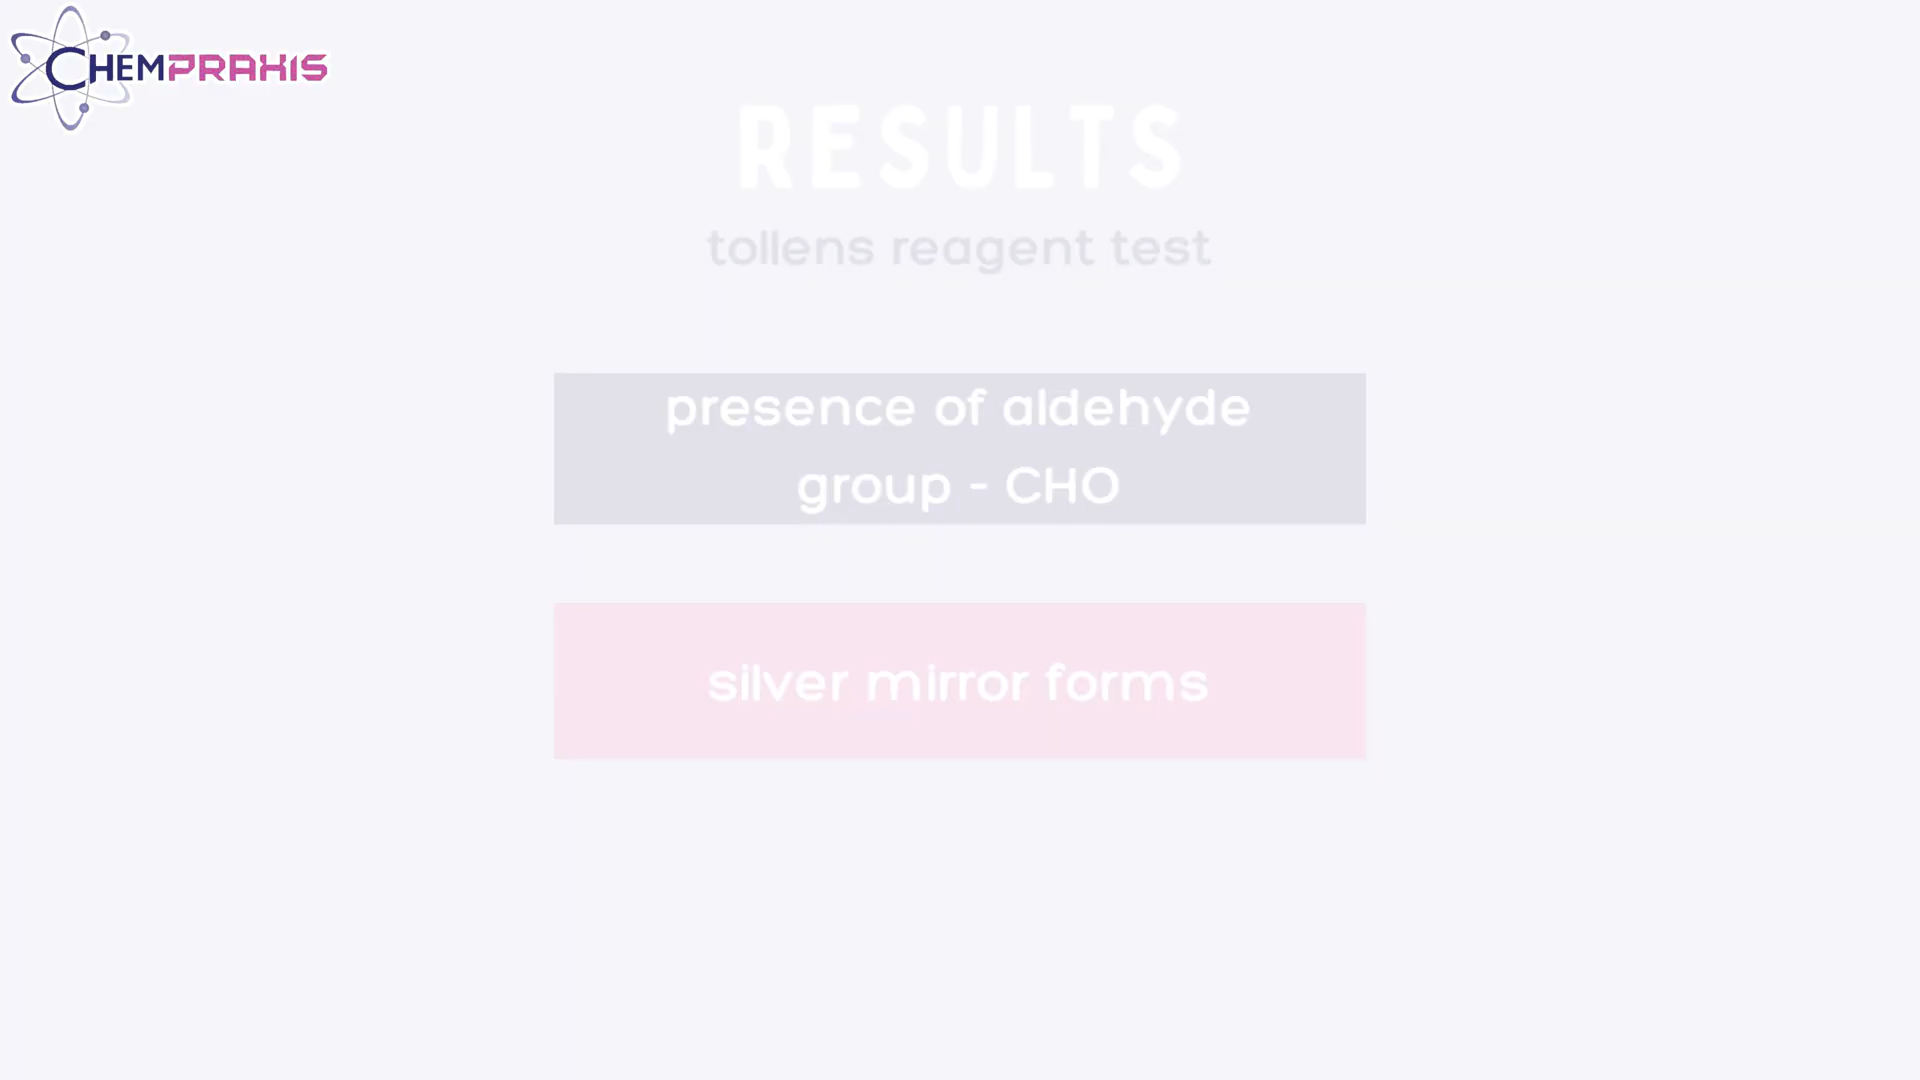 CHEMPRAXIS
RESULTS
tollens reagent test
presence of aldehyde
group - CHO
silver mirror forms